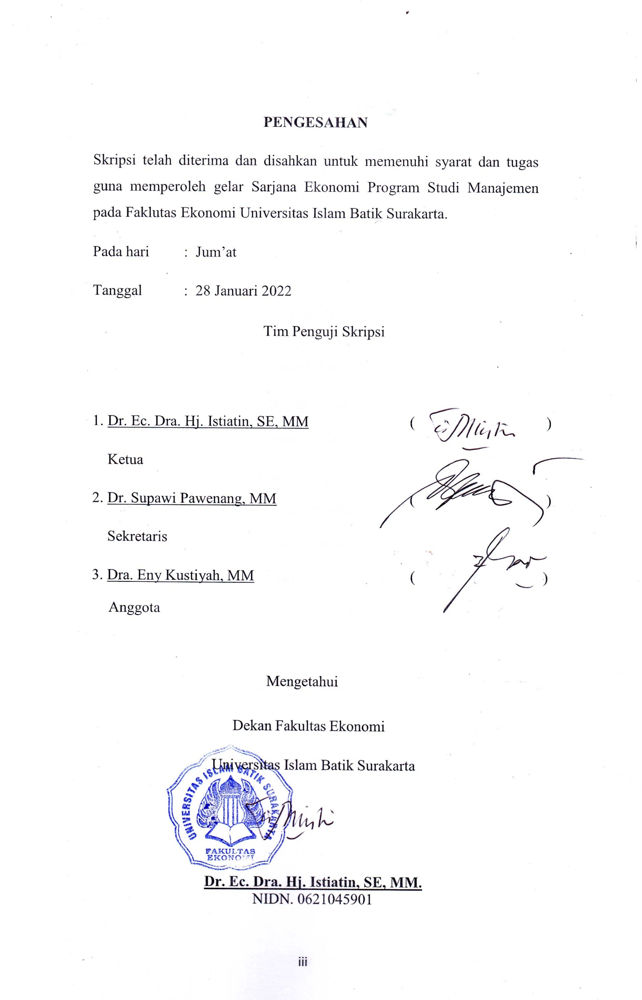 PENGESAHAN
Skripsi telah diterima dan disahkan untuk memenuhi syarat dan tugas
guna memperoleh gelar Sarjana Ekonomi Program Studi Manajemen
pada Faklutas Ekonomi Universitas Islam Batik Surakarta.
Pada hari : Jum’at
Tanggal : 28 Januari 2022
Tim Penguji Skripsi
1. Dr. Ec. Dra. Hj. Istiatin, SE, MM ( )
Ketua
2. Dr. Supawi Pawenang, MM ( )
Sekretaris
3. Dra. Eny Kustiyah, MM ( )
Anggota
Mengetahui
Dekan Fakultas Ekonomi
Universitas Islam Batik Surakarta
UNIVERSITAS ISLAM BATIK SURAKARTA
FAKULTAS
EKONOMI
Dr. Ec. Dra. Hj. Istiatin, SE, MM.
NIDN. 0621045901
iii